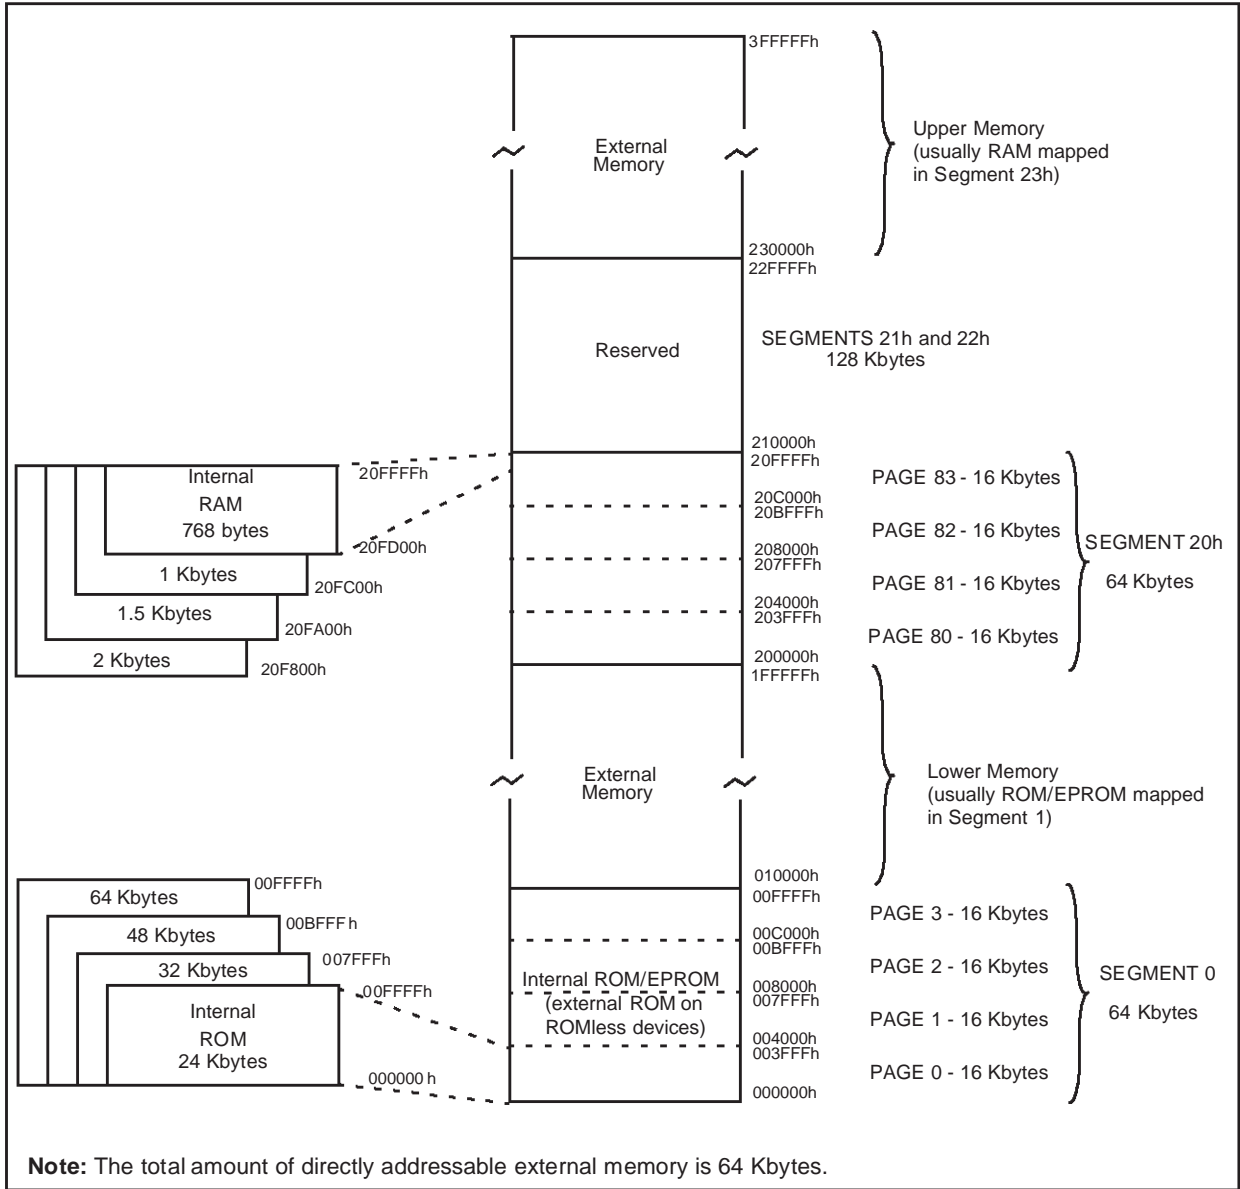 3FFFFFh
External
Memory
Upper Memory
(usually RAM mapped
in Segment 23h)
230000h
22FFFFh
Reserved
SEGMENTS 21h and 22h
128 Kbytes
210000h
20FFFFh
Internal
RAM
768 bytes
20FFFFh
20FD00h
1 Kbytes
20FC00h
1.5 Kbytes
20FA00h
2 Kbytes
20F800h
PAGE 83 - 16 Kbytes
20C000h
20BFFFh
PAGE 82 - 16 Kbytes
208000h
207FFFh
PAGE 81 - 16 Kbytes
204000h
203FFFh
PAGE 80 - 16 Kbytes
SEGMENT 20h
64 Kbytes
200000h
1FFFFFh
External
Memory
Lower Memory
(usually ROM/EPROM mapped
in Segment 1)
010000h
00FFFFh
64 Kbytes
00FFFFh
48 Kbytes
00BFFF h
32 Kbytes
007FFFh
Internal
ROM
24 Kbytes
00FFFFh
000000 h
Internal ROM/EPROM
(external ROM on
ROMless devices)
PAGE 3 - 16 Kbytes
00C000h
00BFFFh
PAGE 2 - 16 Kbytes
008000h
007FFFh
PAGE 1 - 16 Kbytes
004000h
003FFFh
PAGE 0 - 16 Kbytes
000000h
SEGMENT 0
64 Kbytes
Note: The total amount of directly addressable external memory is 64 Kbytes.